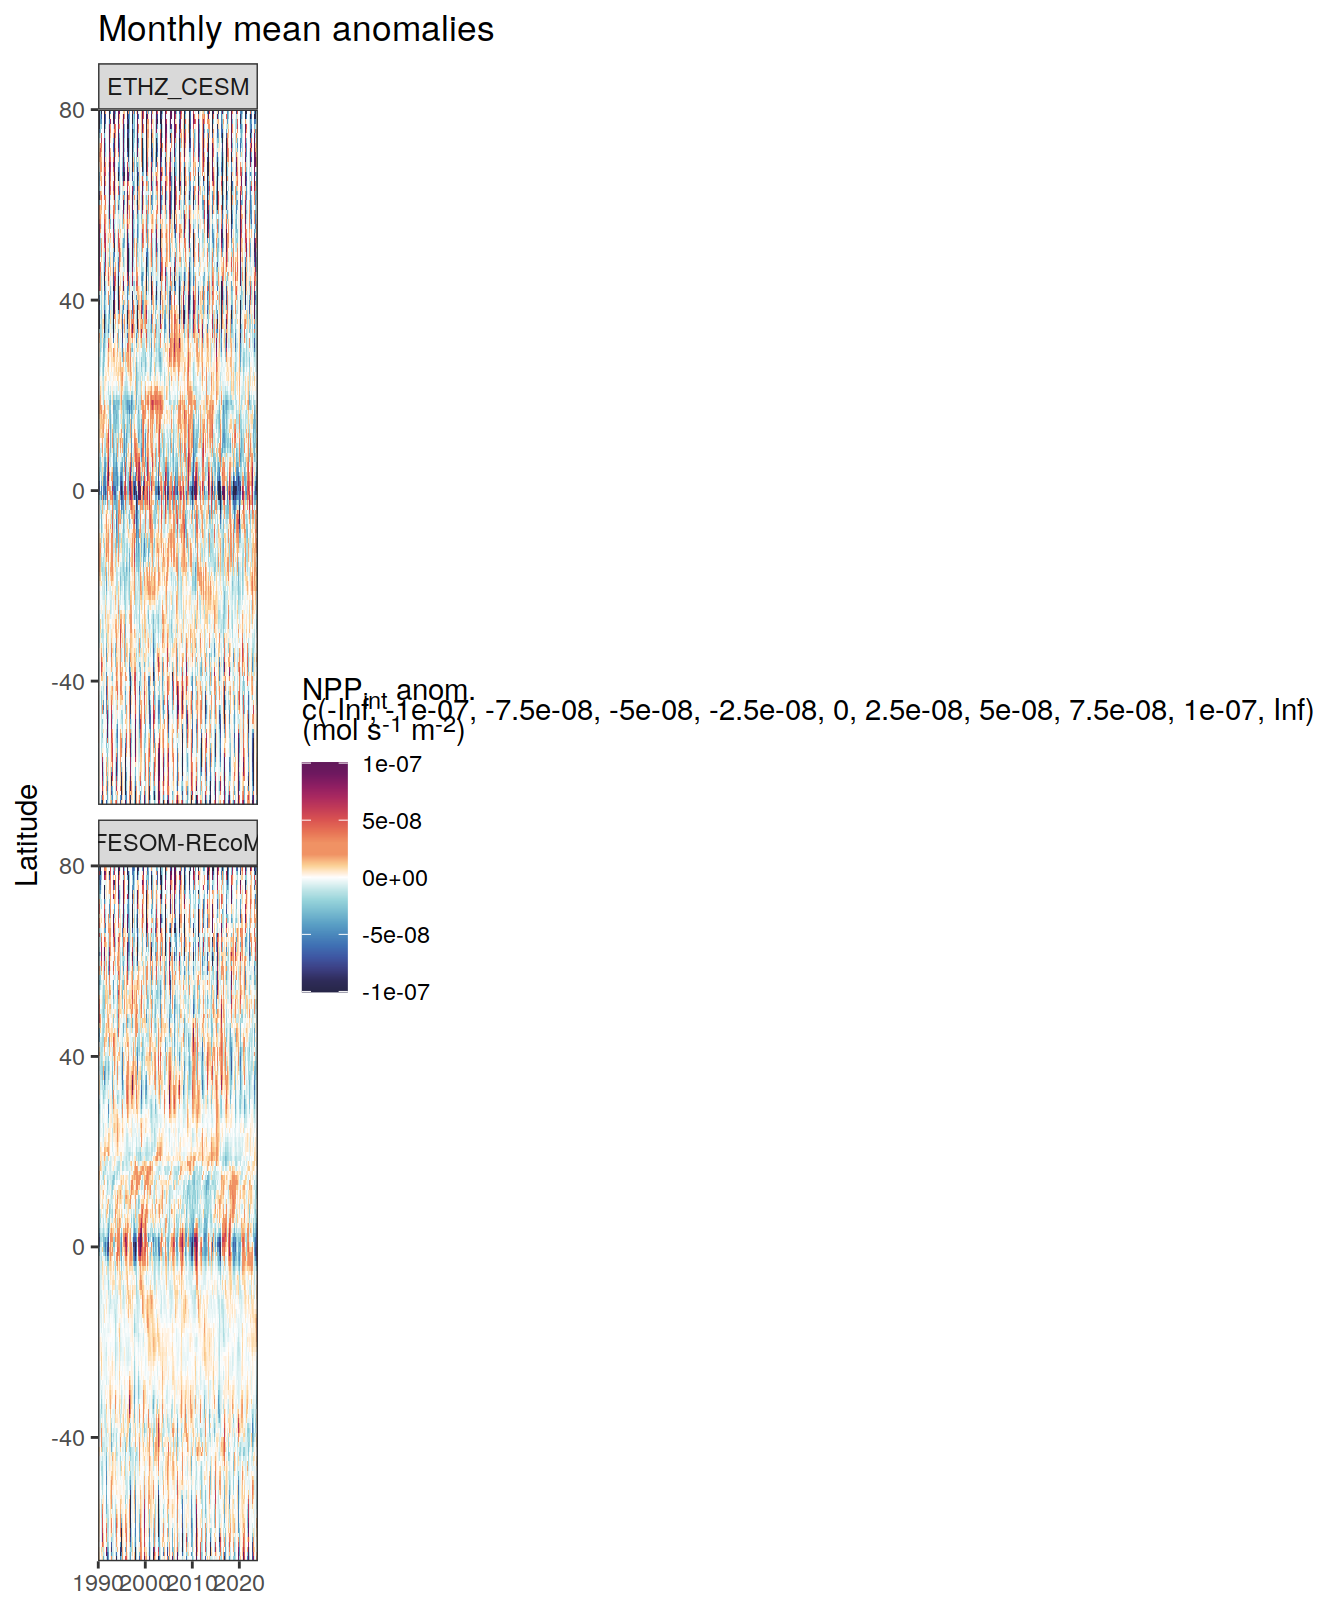 Monthly mean anomalies
ETHZ_CESM
80
40
0
-40
Latitude
FESOM-REcoM
80
40
0
-40
1990 2000 2010 2020
NPP int anom.
c(-Inf, -1e-07, -7.5e-08, -5e-08, -2.5e-08, 0, 2.5e-08, 5e-08, 7.5e-08, 1e-07, Inf)
(mol s-1 m-2)
1e-07
5e-08
0e+00
-5e-08
-1e-07